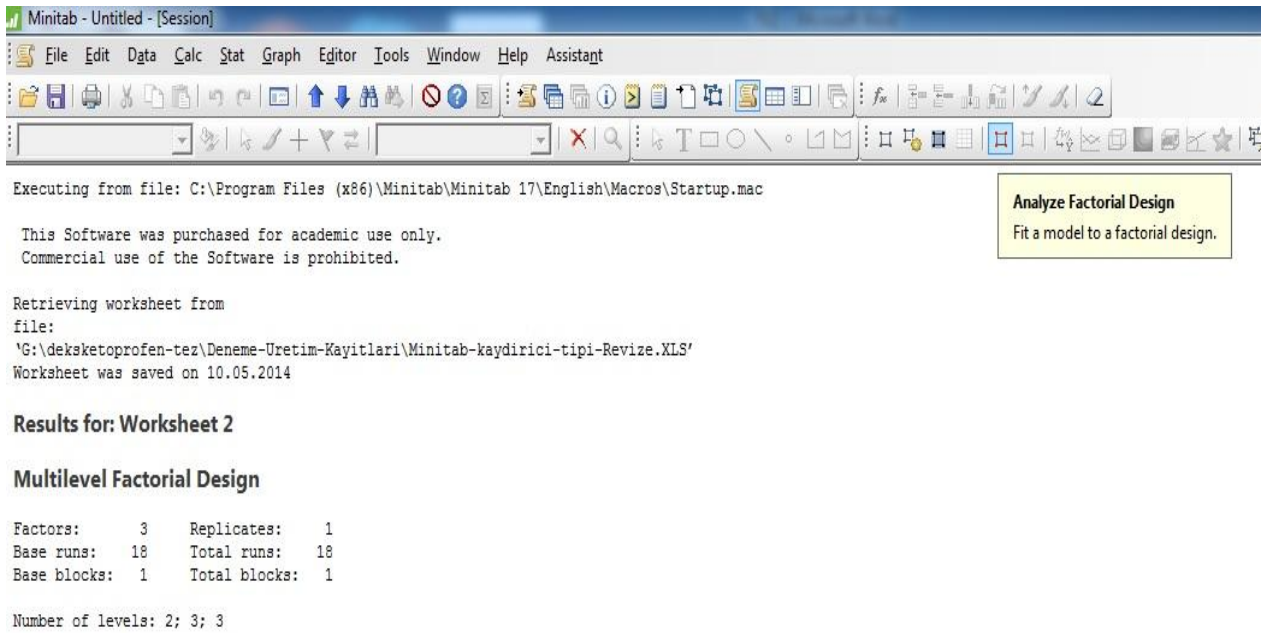 Minitab - Untitled - [Session]
File Edit Data Calc Stat Graph Editor Tools Window Help Assistant
Executing from file: C:\Program Files (x86)\Minitab\Minitab 17\English\Macros\Startup.mac
Analyze Factorial Design
Fit a model to a factorial design.
This Software was purchased for academic use only.
Commercial use of the Software is prohibited.
Retrieving worksheet from
file:
‘G:\deksketoprofen-tez\Deneme-Uretim-Kayitlari\Minitab-kaydirici-tipi-Revize.XLS’
Worksheet was saved on 10.05.2014
Results for: Worksheet 2
Multilevel Factorial Design
Factors: 3 Replicates: 1
Base runs: 18 Total runs: 18
Base blocks: 1 Total blocks: 1
Number of levels: 2; 3; 3